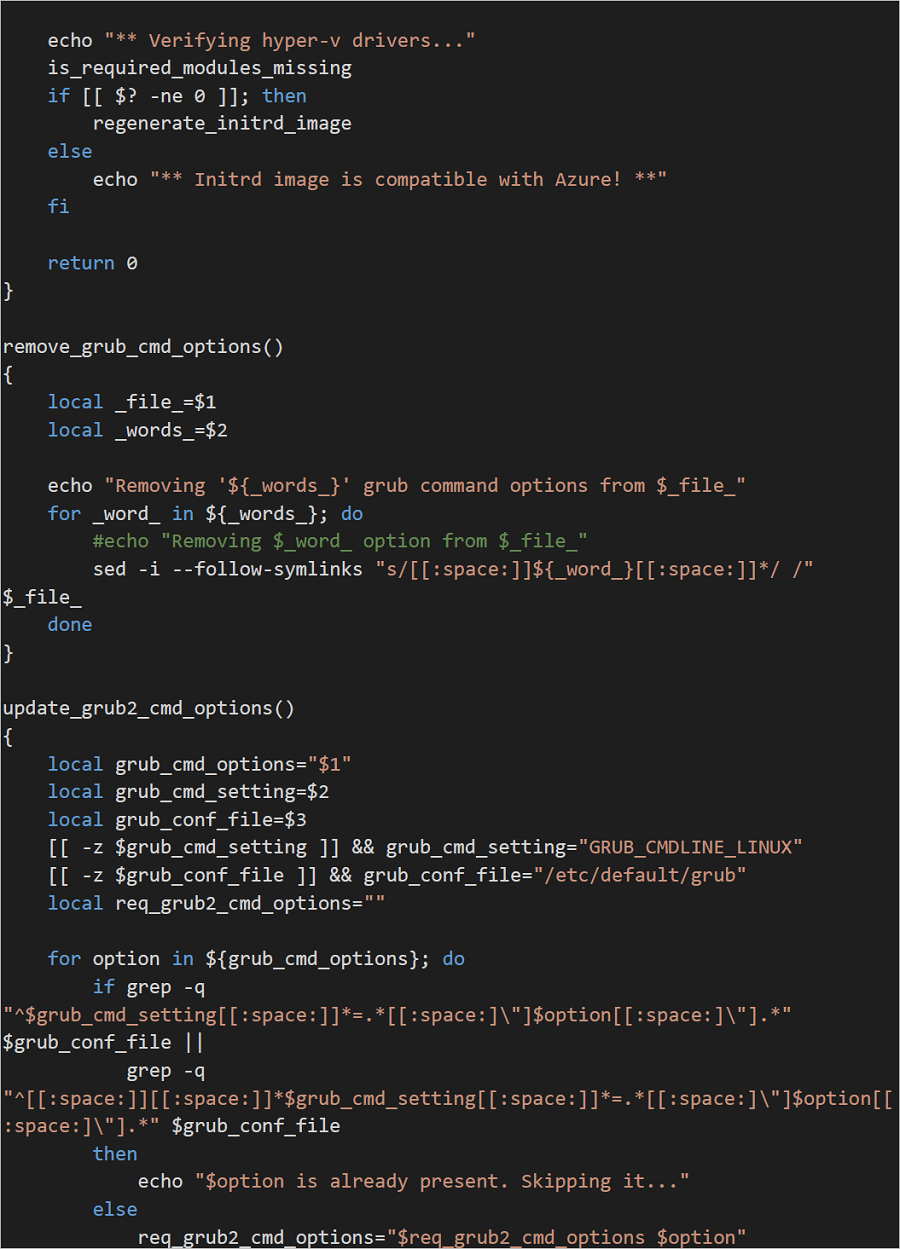 echo "** Verifying hyper-v drivers..."
    is_required_modules_missing
    if [[ $? -ne 0 ]]; then
        regenerate_initrd_image
    else
        echo "** Initrd image is compatible with Azure! **"
    fi

    return 0
}

remove_grub_cmd_options()
{
    local _file_=$1
    local _words_=$2

    echo "Removing '${_words_}' grub command options from $_file_"
    for _word_ in ${_words_}; do
        #echo "Removing $_word_ option from $_file_"
        sed -i --follow-symlinks "s/[[:space:]]${_word_}[[:space:]]*/ /"
$_file_
    done
}

update_grub2_cmd_options()
{
    local grub_cmd_options="$1"
    local grub_cmd_setting=$2
    local grub_conf_file=$3
    [[ -z $grub_cmd_setting ]] && grub_cmd_setting="GRUB_CMDLINE_LINUX"
    [[ -z $grub_conf_file ]] && grub_conf_file="/etc/default/grub"
    local req_grub2_cmd_options=""

    for option in ${grub_cmd_options}; do
        if grep -q
"^$grub_cmd_setting[[:space:]]*=.*[[:space:]\"]$option[[:space:]\"].*"
$grub_conf_file ||
           grep -q
"^[[:space:]][[:space:]]*$grub_cmd_setting[[:space:]]*=.*[[:space:]\"]$option[[
:space:]\"].*" $grub_conf_file
        then
            echo "$option is already present. Skipping it..."
        else
            req_grub2_cmd_options="$req_grub2_cmd_options $option"